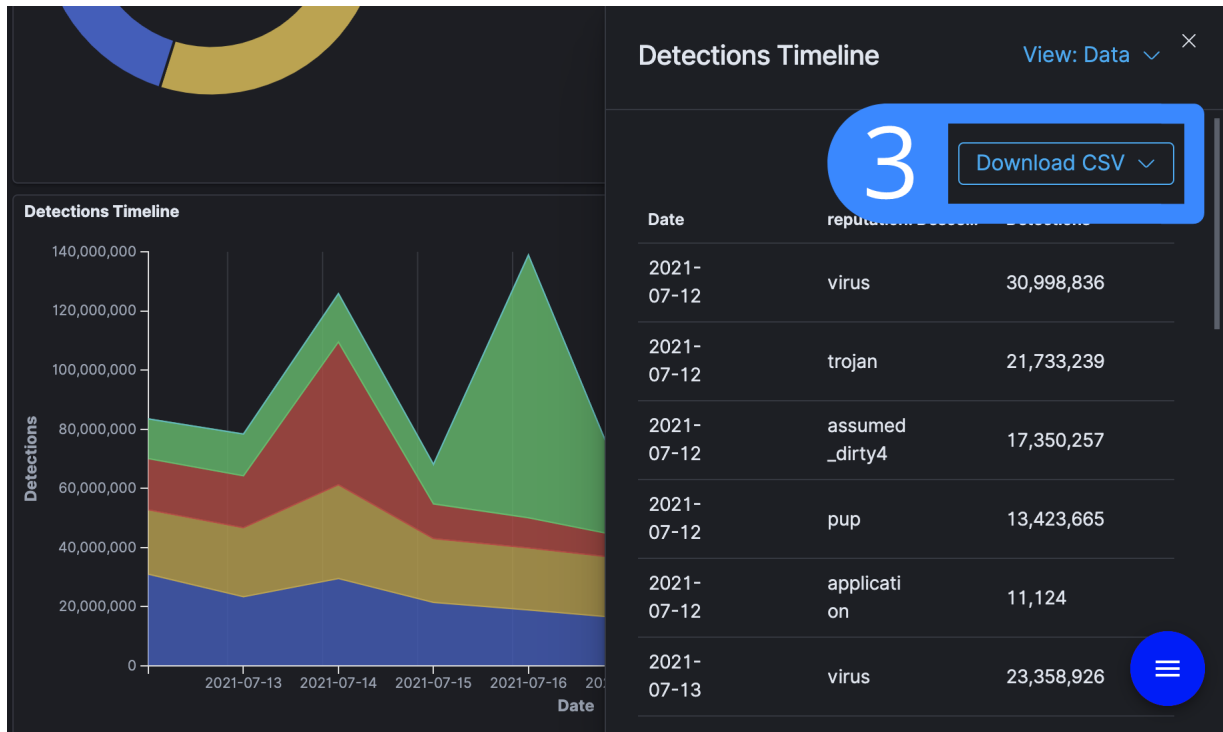 Detections Timeline
View: Data
3
Download CSV
Date
Detections Timeline
140,000,000
120,000,000
100,000,000
80,000,000
60,000,000
40,000,000
20,000,000
0
Detections
2021-07-13 2021-07-14 2021-07-15 2021-07-16
Date
2021-
07-12
virus
30,998,836
2021-
07-12
trojan
21,733,239
2021-
07-12
assumed
_dirty4
17,350,257
2021-
07-12
pup
13,423,665
2021-
07-12
applicati
on
11,124
2021-
07-13
virus
23,358,926